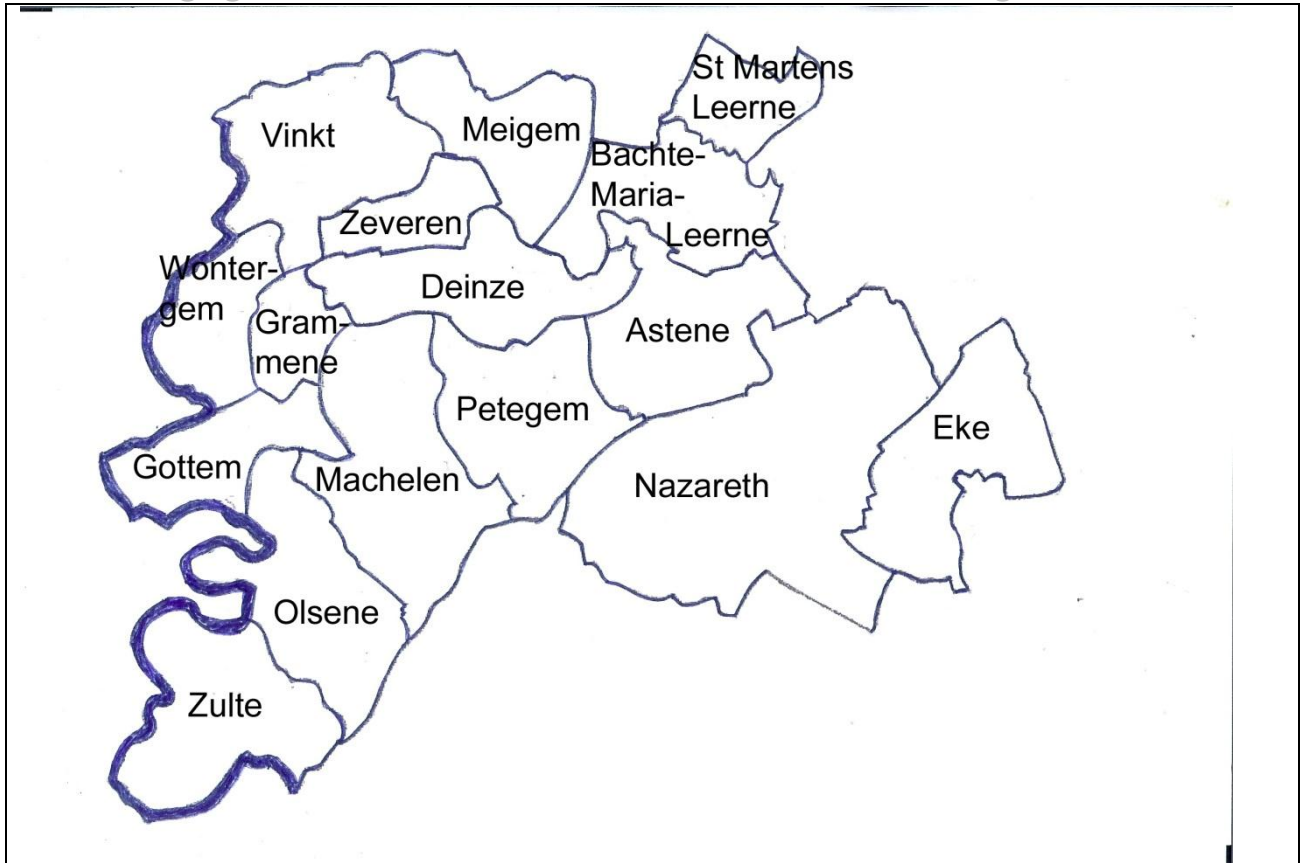 St Martens
Leerne
Vinkt
Meigem
Bachte-
Maria-
Leerne
Zeveren
Wonter-
gem
Deinze
Gram-
mene
Astene
Petegem
Eke
Gottem
Machelen
Nazareth
Olsene
Zulte